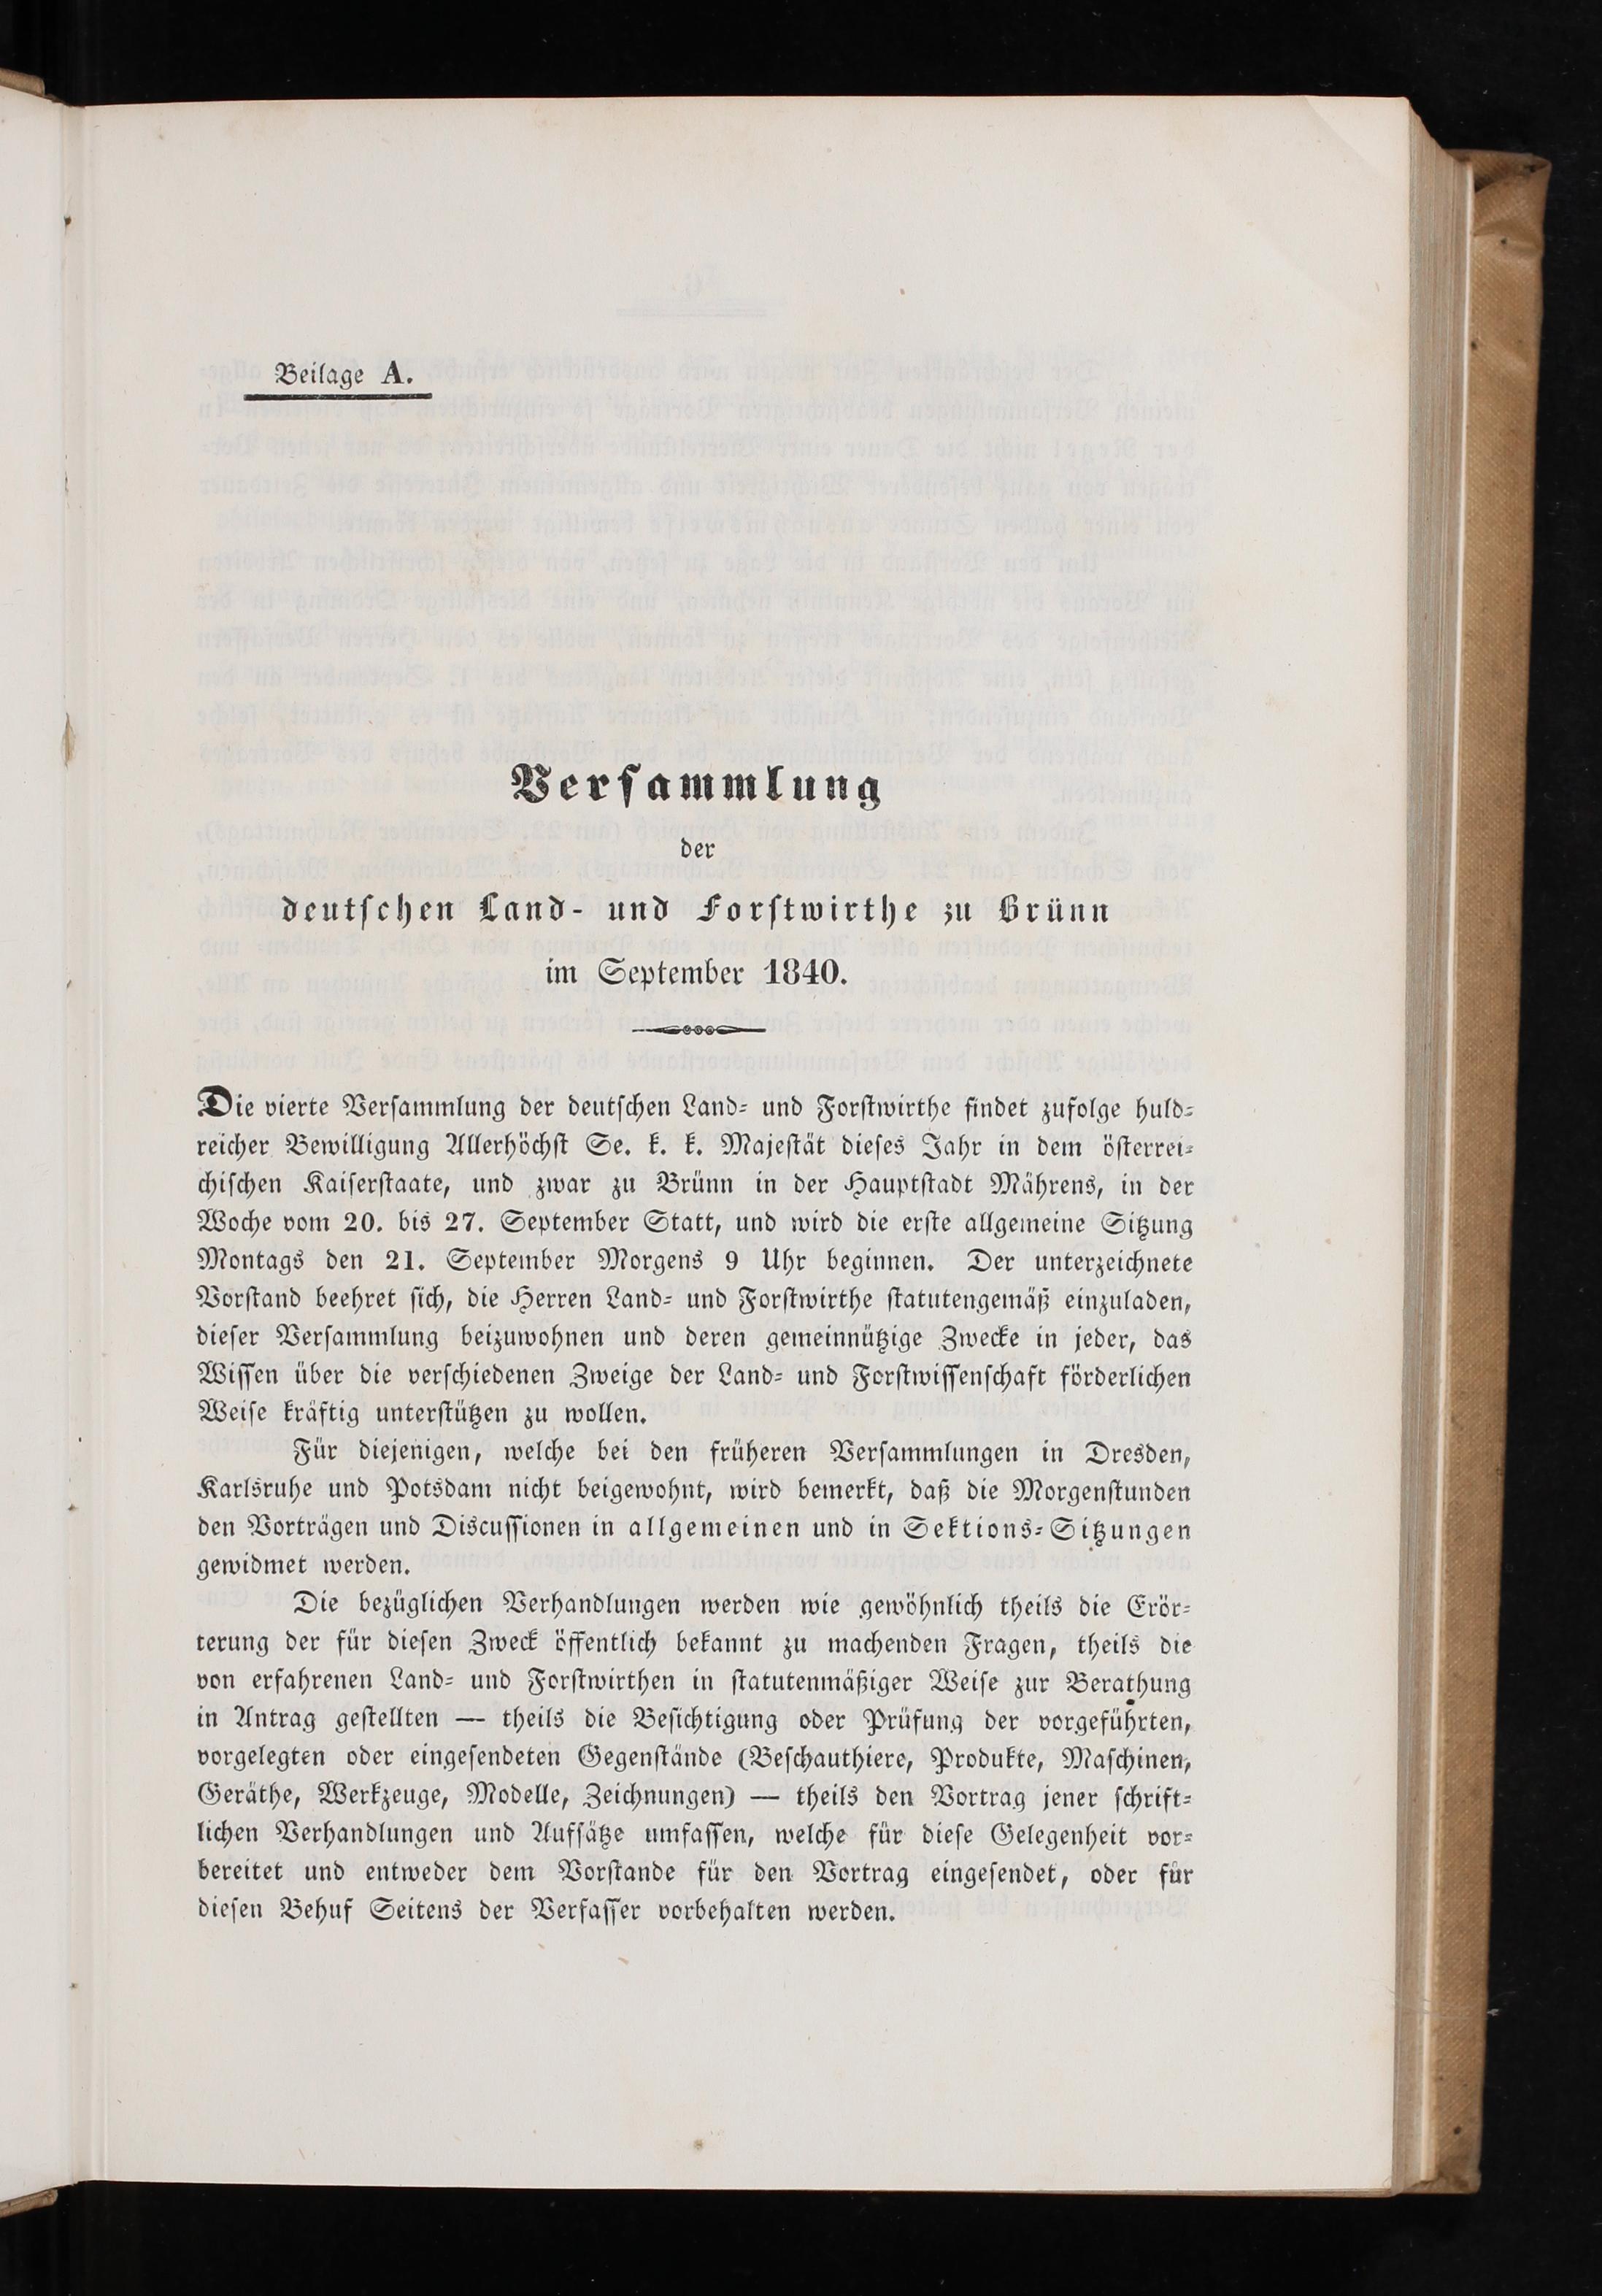 Beilage A.
Versammlung
der
deutschen Land- und Forstwirthe zu Brünn
im September 1840.
Die vierte Versammlung der deutschen Land- und Forstwirthe findet zufolge huld-
reicher Bewilligung Allerhöchst Se. k. k. Majestät dieses Jahr in dem österrei-
chischen Kaiserstaate, und zwar zu Brünn in der Hauptstadt Mährens, in der
Woche vom 20. bis 27. September Statt, und wird die erste allgemeine Sitzung
Montags den 21. September Morgens 9 Uhr beginnen. Der unterzeichnete
Vorstand beehret sich, die Herren Land- und Forstwirthe statutengemäß einzuladen,
dieser Versammlung beizuwohnen und deren gemeinnützige Zwecke in jeder, das
Wissen über die verschiedenen Zweige der Land- und Forstwissenschaft förderlichen
Weise kräftig unterstützen zu wollen.
Für diejenigen, welche bei den früheren Versammlungen in Dresden,
Karlsruhe und Potsdam nicht beigewohnt, wird bemerkt, daß die Morgenstunden
den Vorträgen und Discussionen in allgemeinen und in Sektions-Sitzungen
gewidmet werden.
Die bezüglichen Verhandlungen werden wie gewöhnlich theils die Erör-
terung der für diesen Zweck öffentlich bekannt zu machenden Fragen, theils die
von erfahrenen Land- und Forstwirthen in statutenmäßiger Weise zur Berathung
in Antrag gestellten — theils die Besichtigung oder Prüfung der vorgeführten,
vorgelegten oder eingesendeten Gegenstände (Beschauthiere, Produkte, Maschinen,
Geräthe, Werkzeuge, Modelle, Zeichnungen) — theils den Vortrag jener schrift-
lichen Verhandlungen und Aufsätze umfassen, welche für diese Gelegenheit vor-
bereitet und entweder dem Vorstande für den Vortrag eingesendet, oder für
diesen Behuf Seitens der Verfasser vorbehalten werden.